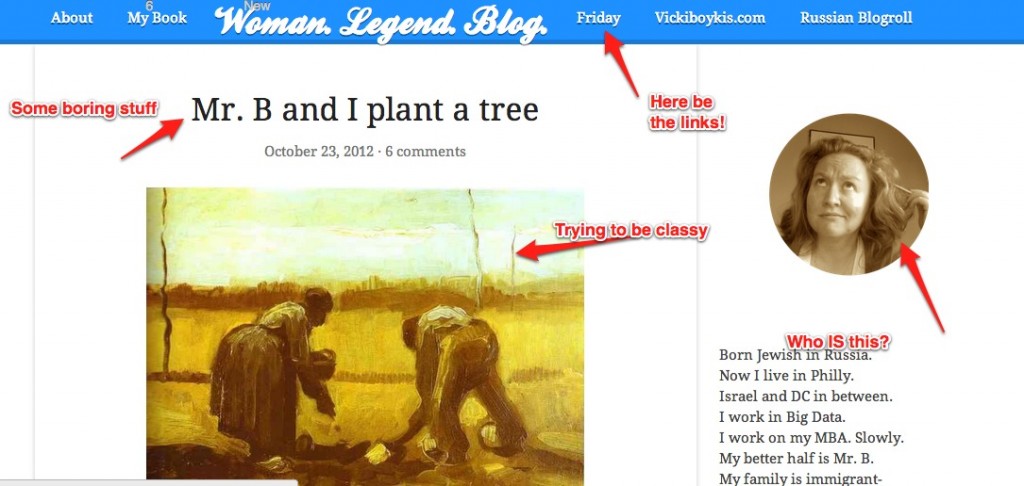 About
My Book
6
New
Woman. Legend. Blog.
Friday
Vickiboykis.com
Russian Blogroll
Some boring stuff
Mr. B and I plant a tree
Here be
the links!
October 23, 2012 · 6 comments
Trying to be classy
Who IS this?
Born Jewish in Russia.
Now I live in Philly.
Israel and DC in between.
I work in Big Data.
I work on my MBA. Slowly.
My better half is Mr. B.
My family is immigrant-